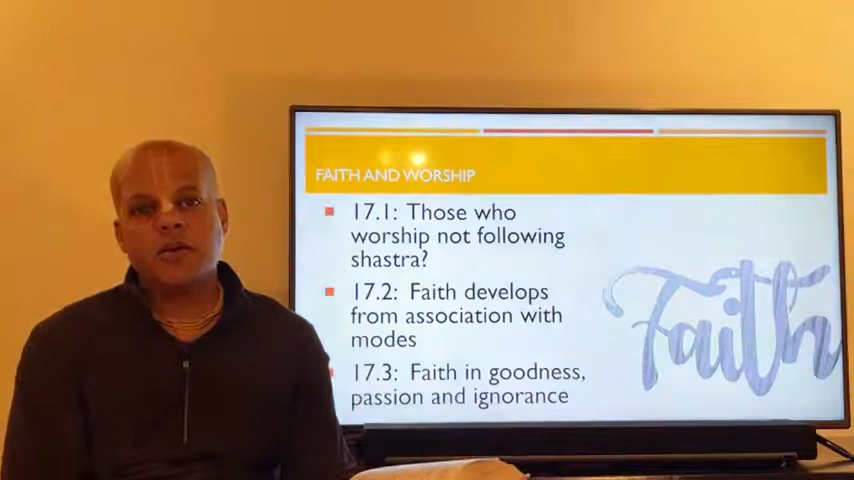 FAITH AND WORSHIP
17.1: Those who
worship not following
shastra?
17.2: Faith develops
from association with
modes
17.3: Faith in goodness,
passion and ignorance
Faith